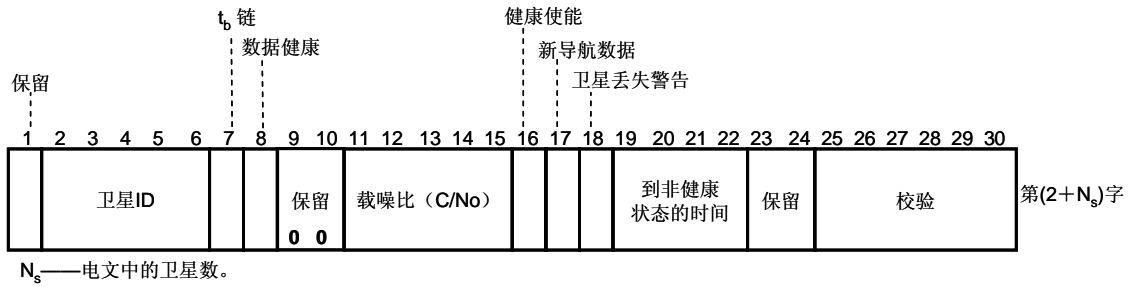 t_b 链
健康使能
数据健康
新导航数据
保留
卫星丢失警告
1 2 3 4 5 6 7 8 9 10 11 12 13 14 15 16 17 18 19 20 21 22 23 24 25 26 27 28 29 30
卫星ID
保留
0 0
载噪比（C/No）
到非健康
状态的时间
保留
校验
第(2＋N_s)字
N_s——电文中的卫星数。